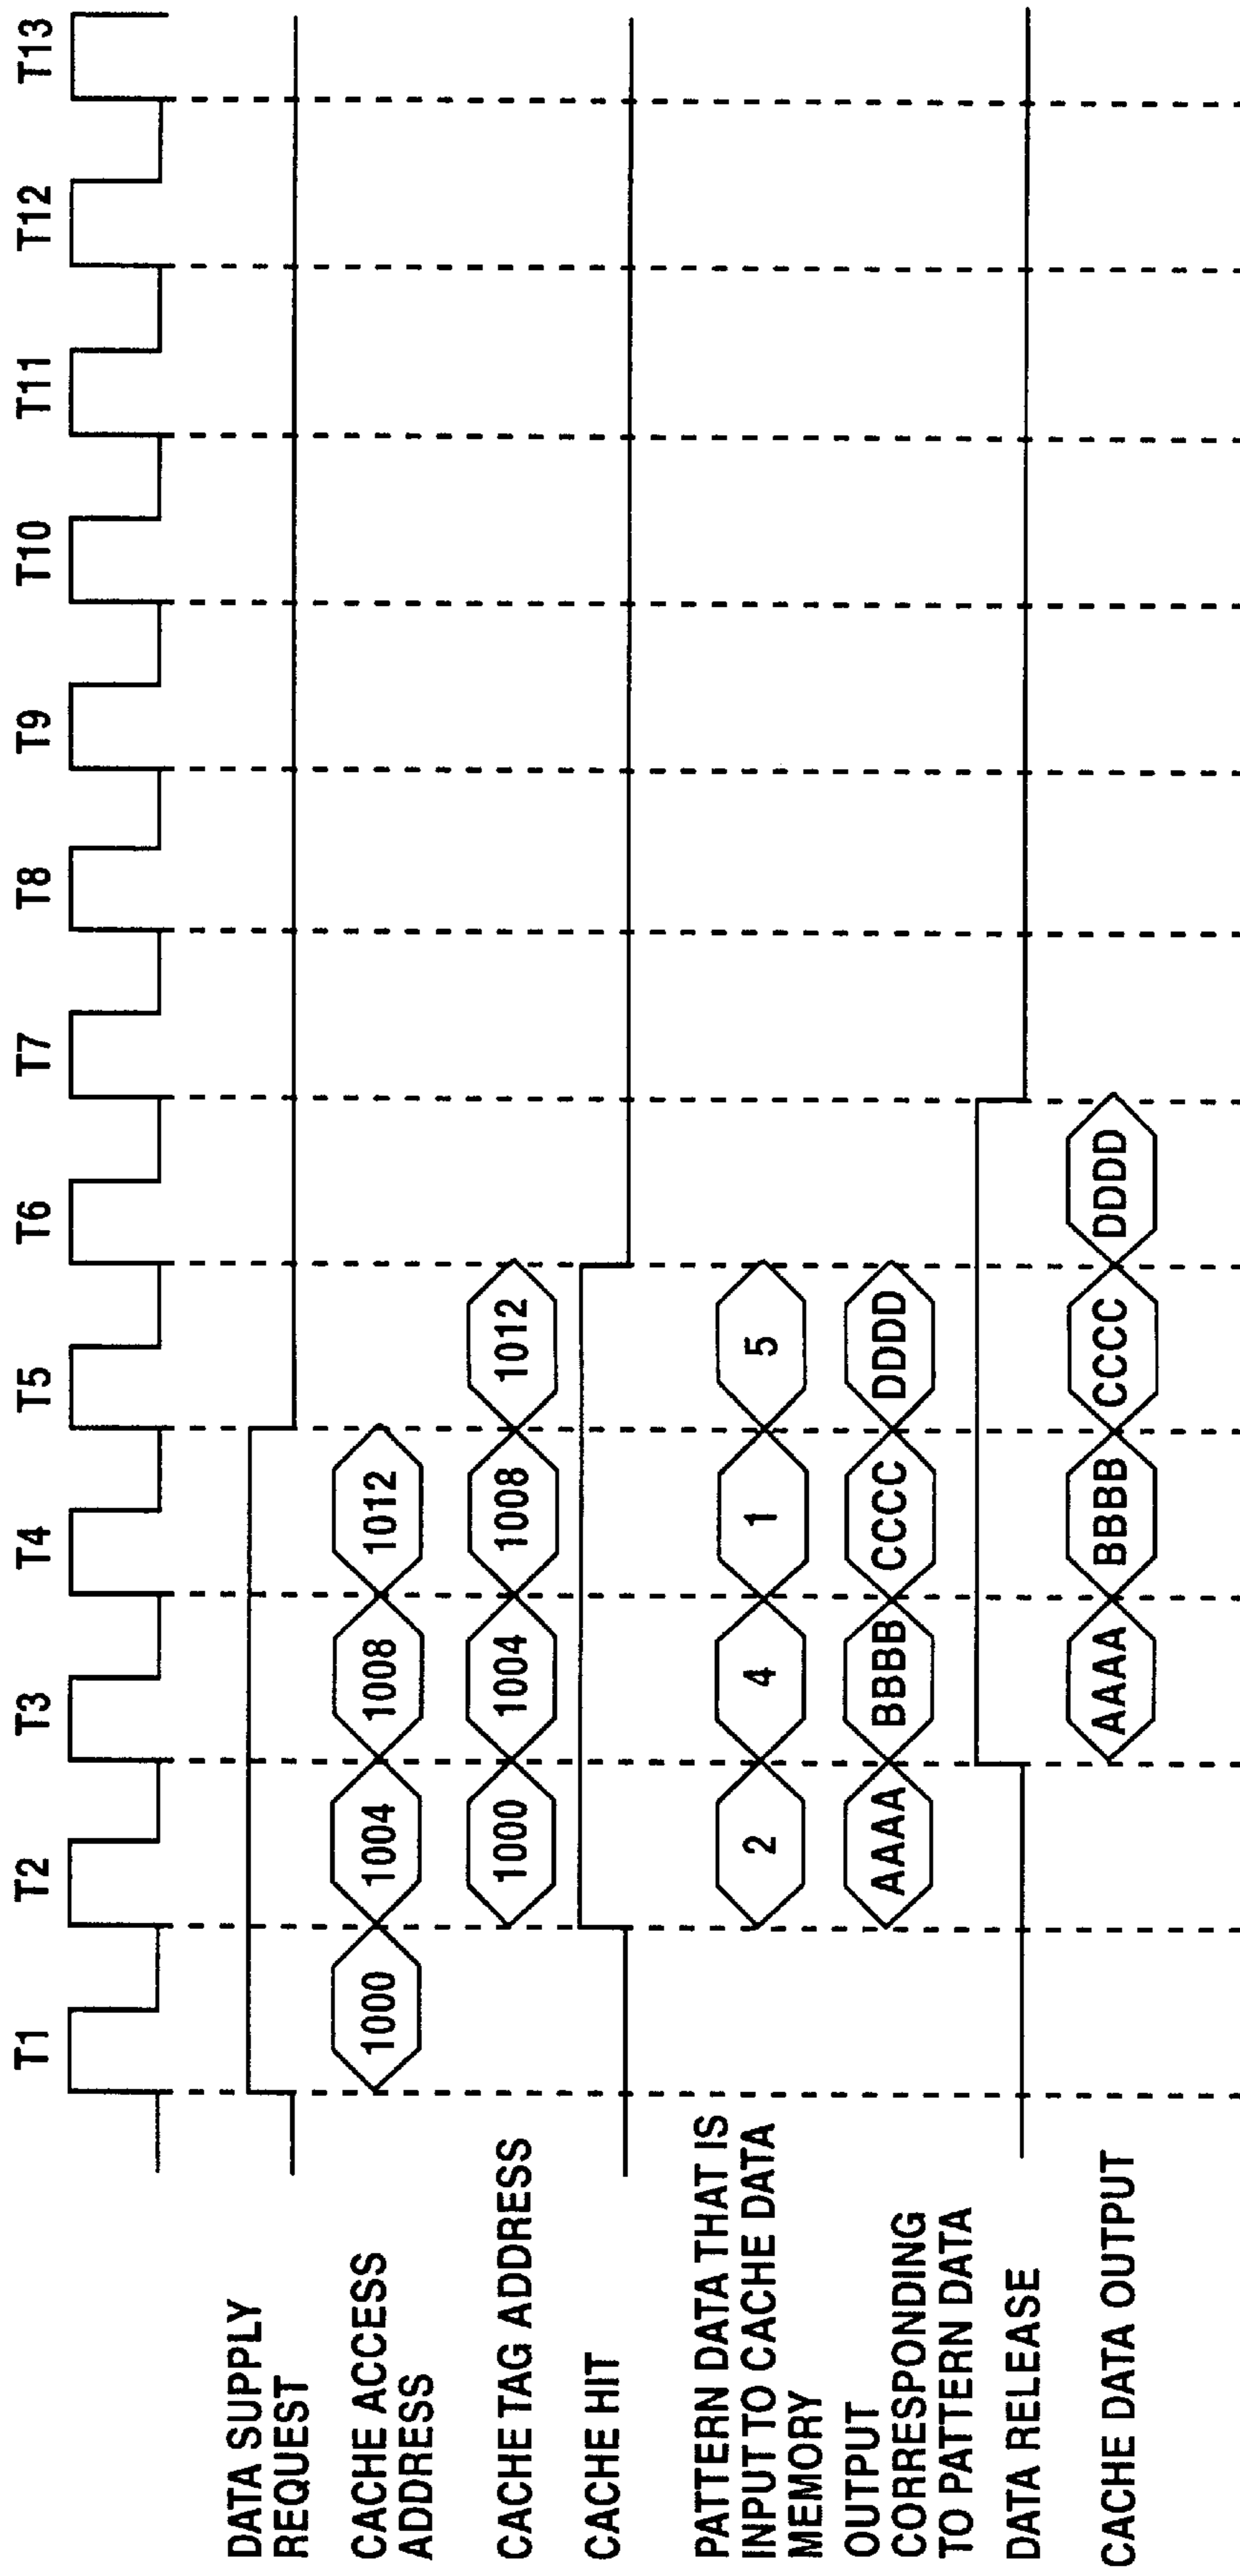 T1 T2 T3 T4 T5 T6 T7 T8 T9 T10 T11 T12 T13
DATA SUPPLY
REQUEST
CACHE ACCESS
ADDRESS
1000 1004 1008 1012
CACHE TAG ADDRESS
1000 1004 1008 1012
CACHE HIT
PATTERN DATA THAT IS
INPUT TO CACHE DATA
MEMORY
2 4 1 5
OUTPUT
CORRESPONDING
TO PATTERN DATA
AAAA BBBB CCCC DDDD
DATA RELEASE
CACHE DATA OUTPUT
AAAA BBBB CCCC DDDD